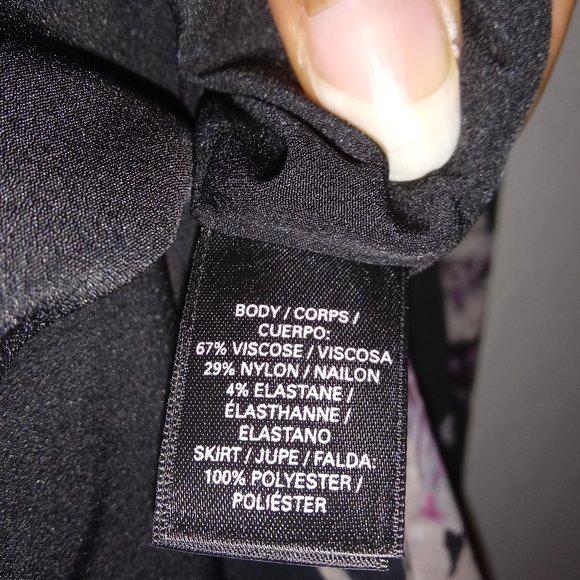 BODY / CORPS /
CUERPO:
67% VISCOSE / VISCOSA
29% NYLON / NAILON
4% ELASTANE /
ÉLASTHANNE /
ELASTANO
SKIRT / JUPE / FALDA:
100% POLYESTER /
POLIÉSTER